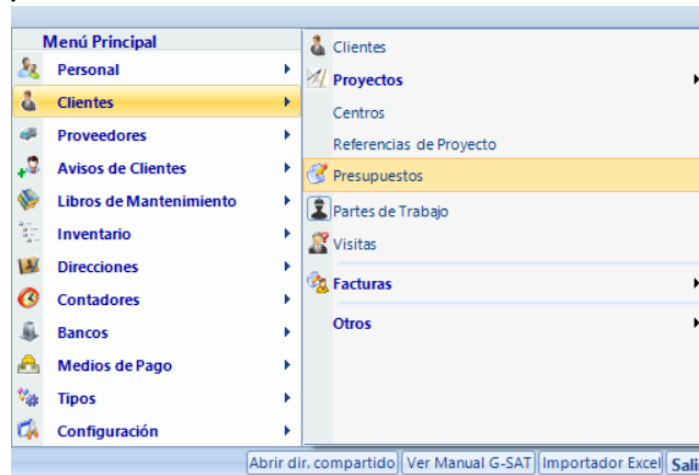 Menú Principal
Personal
Clientes
Proveedores
Avisos de Clientes
Libros de Mantenimiento
Inventario
Direcciones
Contadores
Bancos
Medios de Pago
Tipos
Configuración
Clientes
Proyectos
Centros
Referencias de Proyecto
Presupuestos
Partes de Trabajo
Visitas
Facturas
Otros
Abrir dir. compartido Ver Manual G-SAT Importador Excel Sali